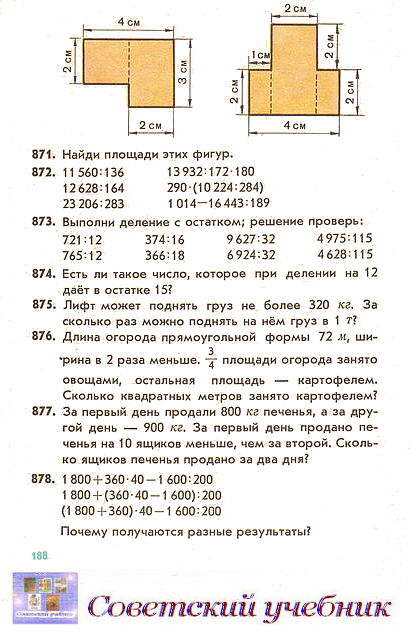 4 см
2 см
3 см
2 см
2 см
1 см
2 см
2 см
2 см
4 см
871. Найди площади этих фигур.
872. 11 560:136 13 932:172·180
12 628:164 290·(10 224:284)
23 206:283 1 014—16 443:189
873. Выполни деление с остатком; решение проверь:
721:12 374:16 9 627:32 4 975:115
765:12 366:18 6 924:32 4 628:115
874. Есть ли такое число, которое при делении на 12
даёт в остатке 15?
875. Лифт может поднять груз не более 320 кг. За
сколько раз можно поднять на нём груз в 1 т?
876. Длина огорода прямоугольной формы 72 м, ши-
рина в 2 раза меньше. 3/4 площади огорода занято
овощами, остальная площадь — картофелем.
Сколько квадратных метров занято картофелем?
877. За первый день продали 800 кг печенья, а за дру-
гой день — 900 кг. За первый день продано пе-
ченья на 10 ящиков меньше, чем за второй. Сколь-
ко ящиков печенья продано за два дня?
878. 1 800+360·40—1 600:200
1 800+(360·40—1 600):200
(1 800+360)·40—1 600:200
Почему получаются разные результаты?
188
Советский учебник